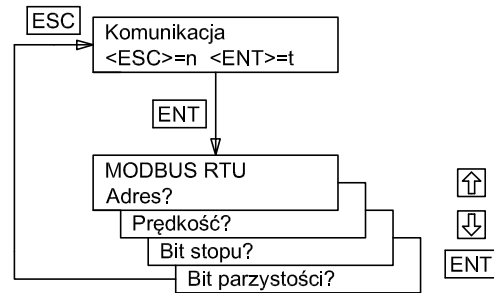 ESC
Komunikacja
<ESC>=n <ENT>=t
ENT
MODBUS RTU
Adres?
Prędkość?
Bit stopu?
Bit parzystości?
ENT